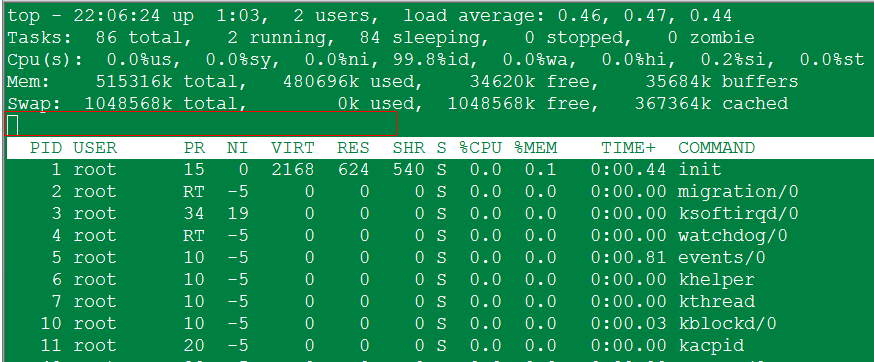 top - 22:06:24 up  1:03,  2 users,  load average: 0.46, 0.47, 0.44
Tasks:  86 total,   2 running,  84 sleeping,   0 stopped,   0 zombie
Cpu(s):  0.0%us,  0.0%sy,  0.0%ni, 99.8%id,  0.0%wa,  0.0%hi,  0.2%si,  0.0%st
Mem:    515316k total,   480696k used,    34620k free,    35684k buffers
Swap:  1048568k total,        0k used,  1048568k free,   367364k cached
PID USER      PR  NI  VIRT  RES  SHR S %CPU %MEM    TIME+  COMMAND
1 root      15   0  2168  624  540 S  0.0  0.1   0:00.44 init
2 root      RT  -5     0    0    0 S  0.0  0.0   0:00.00 migration/0
3 root      34  19     0    0    0 S  0.0  0.0   0:00.00 ksoftirqd/0
4 root      RT  -5     0    0    0 S  0.0  0.0   0:00.00 watchdog/0
5 root      10  -5     0    0    0 S  0.0  0.0   0:00.81 events/0
6 root      10  -5     0    0    0 S  0.0  0.0   0:00.00 khelper
7 root      10  -5     0    0    0 S  0.0  0.0   0:00.00 kthread
10 root      10  -5     0    0    0 S  0.0  0.0   0:00.03 kblockd/0
11 root      20  -5     0    0    0 S  0.0  0.0   0:00.00 kacpid